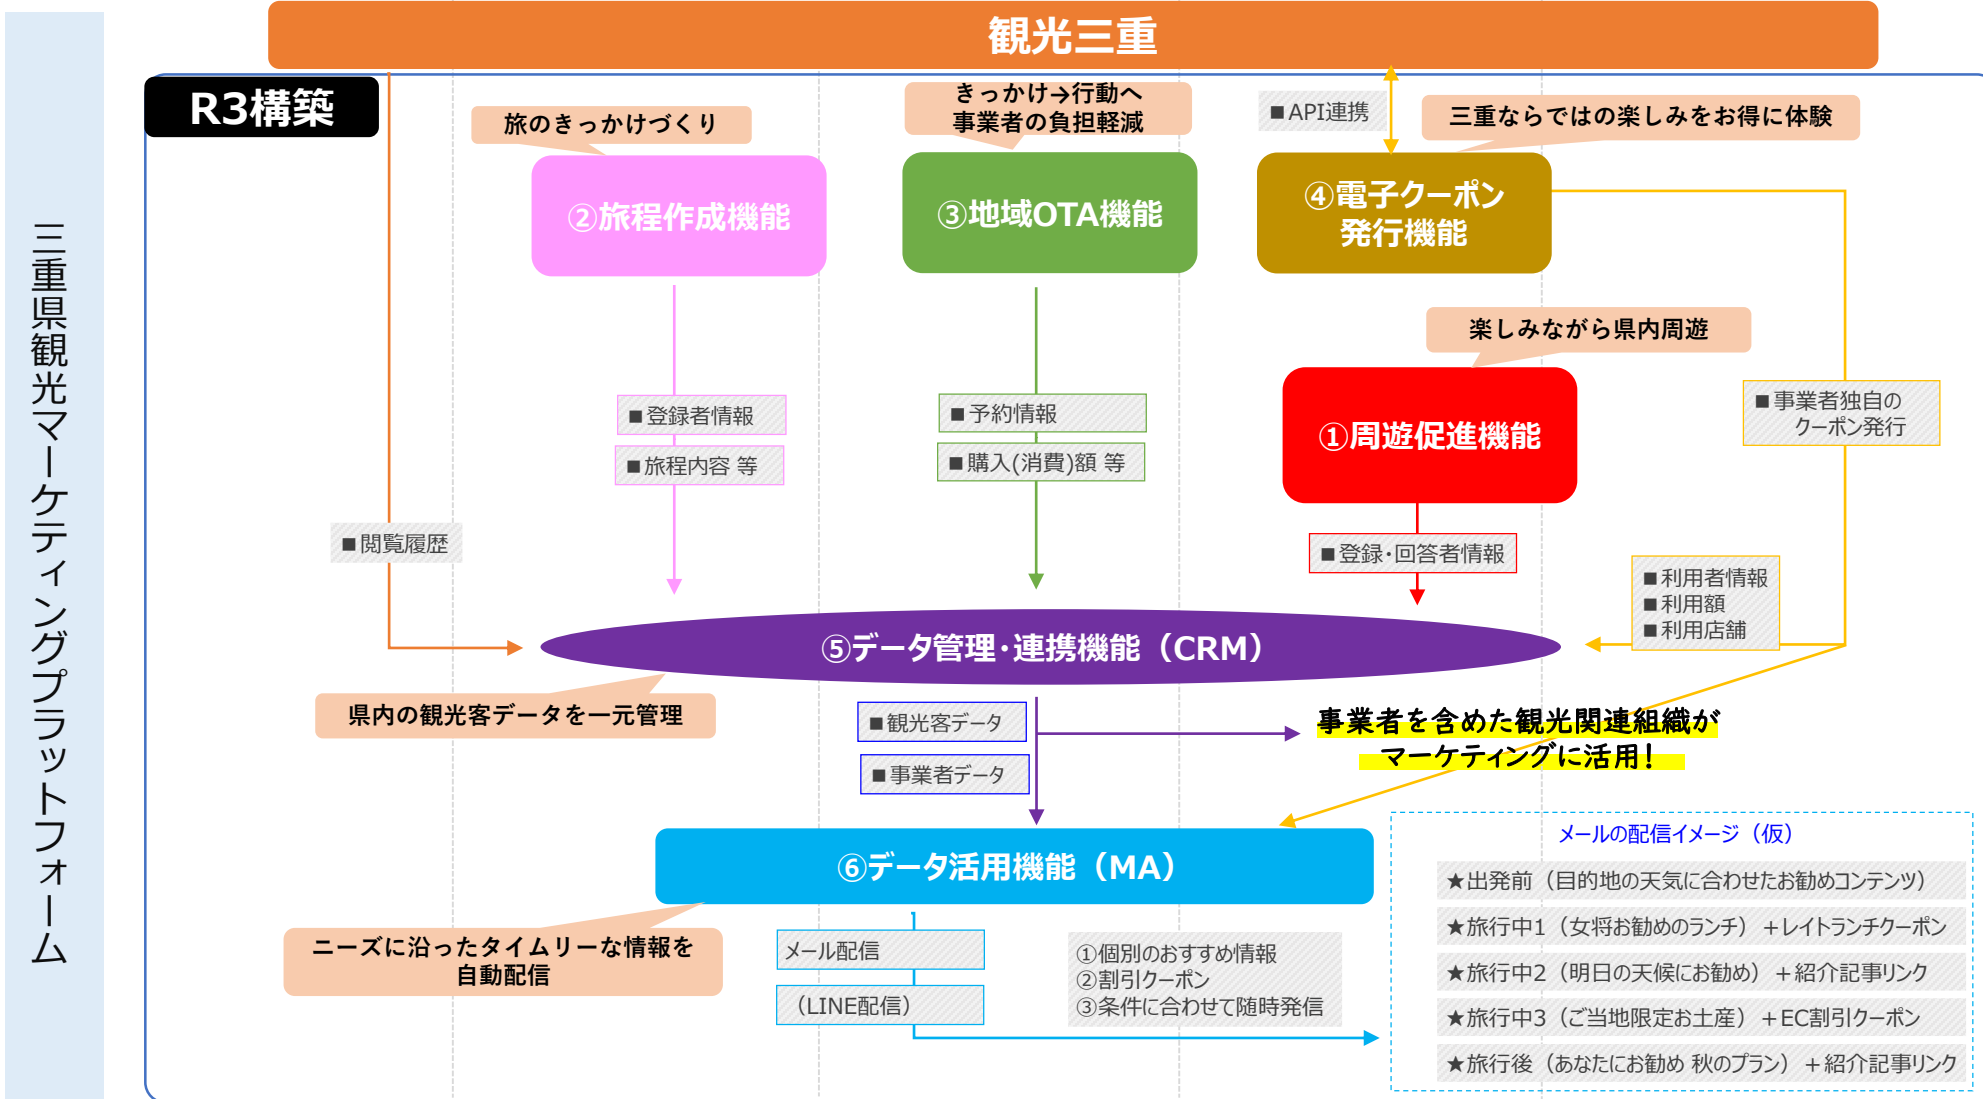 観光三重
三重県観光マーケティングプラットフォーム
R3構築
旅のきっかけづくり
きっかけ→行動へ
事業者の負担軽減
■API連携
三重ならではの楽しみをお得に体験
②旅程作成機能
③地域OTA機能
④電子クーポン
発行機能
楽しみながら県内周遊
①周遊促進機能
■登録者情報
■旅程内容 等
■予約情報
■購入(消費)額 等
■事業者独自の
クーポン発行
■閲覧履歴
■登録・回答者情報
■利用者情報
■利用額
■利用店舗
⑤データ管理・連携機能（CRM）
県内の観光客データを一元管理
■観光客データ
■事業者データ
事業者を含めた観光関連組織が
マーケティングに活用！
⑥データ活用機能（MA）
ニーズに沿ったタイムリーな情報を
自動配信
メール配信
（LINE配信）
①個別のおすすめ情報
②割引クーポン
③条件に合わせて随時発信
メールの配信イメージ（仮）
★出発前（目的地の天気に合わせたお勧めコンテンツ）
★旅行中1（女将お勧めのランチ）＋レイトランチクーポン
★旅行中2（明日の天候にお勧め）＋紹介記事リンク
★旅行中3（ご当地限定お土産）＋EC割引クーポン
★旅行後（あなたにお勧め 秋のプラン）＋紹介記事リンク